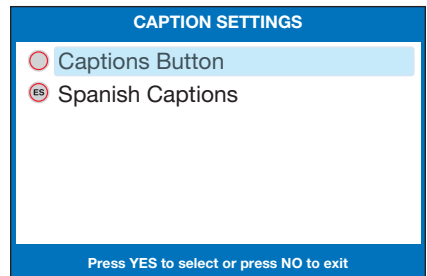 CAPTION SETTINGS
Captions Button
ES Spanish Captions
Press YES to select or press NO to exit